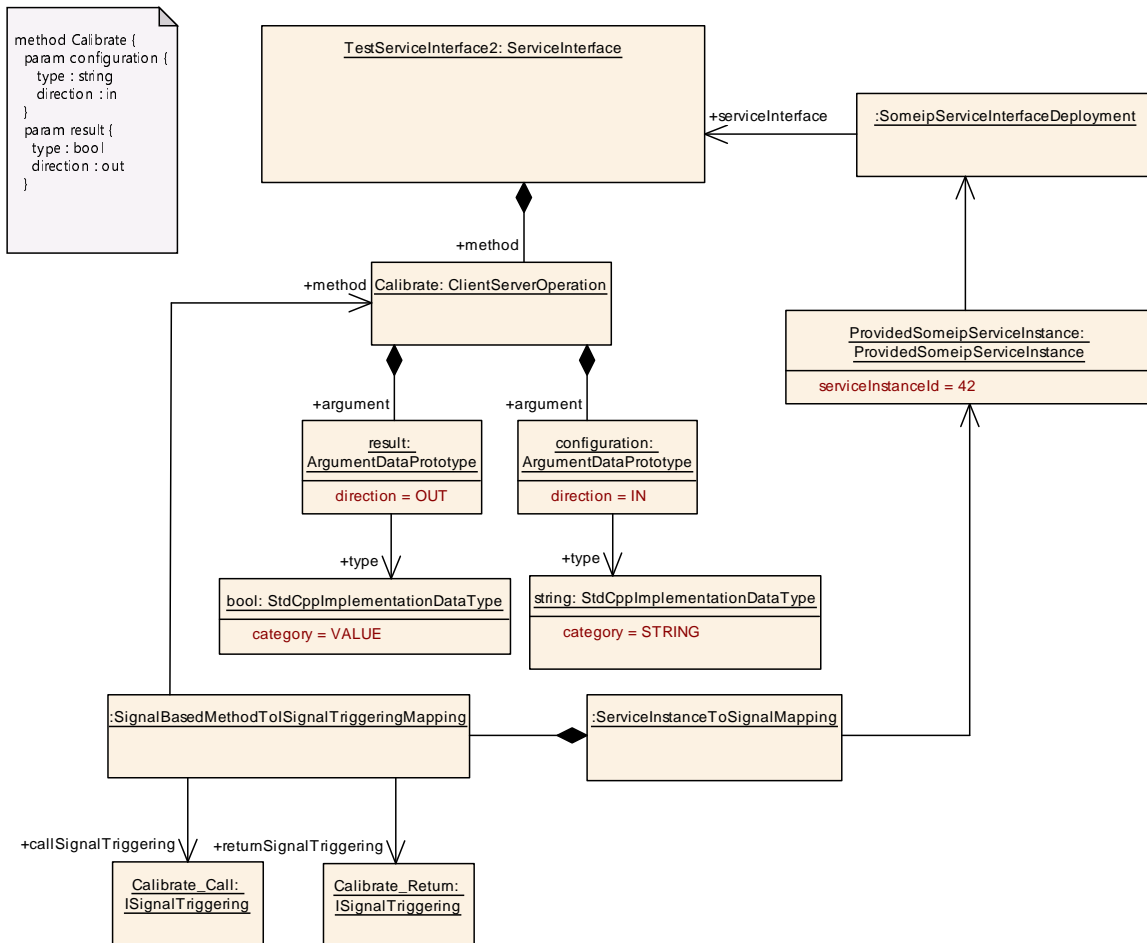 method Calibrate {
param configuration {
type : string
direction : in
}
param result {
type : bool
direction : out
}
TestServiceInterface2: ServiceInterface
+serviceInterface
:SomeipServiceInterfaceDeployment
+method
+method
Calibrate: ClientServerOperation
ProvidedSomeipServiceInstance:
ProvidedSomeipServiceInstance
serviceInstanceId = 42
+argument
+argument
result:
ArgumentDataPrototype
direction = OUT
configuration:
ArgumentDataPrototype
direction = IN
+type
+type
bool: StdCppImplementationDataType
category = VALUE
string: StdCppImplementationDataType
category = STRING
:SignalBasedMethodToISignalTriggeringMapping
:ServiceInstanceToSignalMapping
+callSignalTriggering
+returnSignalTriggering
Calibrate_Call:
ISignalTriggering
Calibrate_Return:
ISignalTriggering